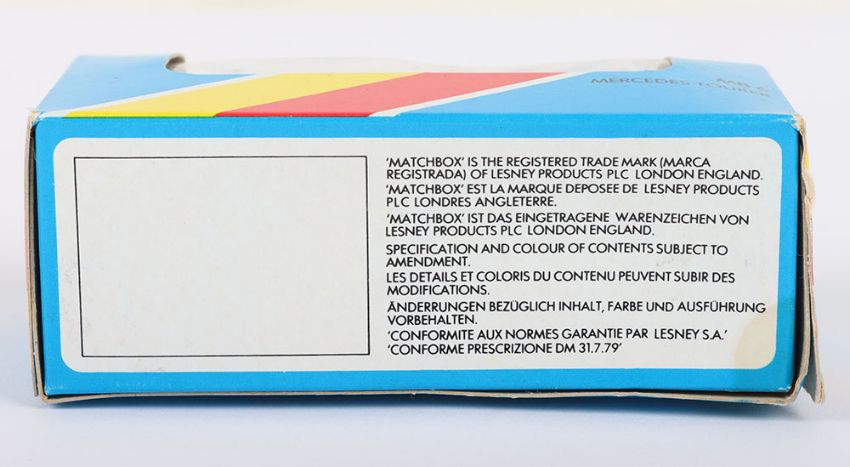 MB 6
MERCEDES TOURER
'MATCHBOX' IS THE REGISTERED TRADE MARK (MARCA
REGISTRADA) OF LESNEY PRODUCTS PLC LONDON ENGLAND.
'MATCHBOX' EST LA MARQUE DEPOSEE DE LESNEY PRODUCTS
PLC LONDRES ANGLETERRE.
'MATCHBOX' IST DAS EINGETRAGENE WARENZEICHEN VON
LESNEY PRODUCTS PLC LONDON ENGLAND.
SPECIFICATION AND COLOUR OF CONTENTS SUBJECT TO
AMENDMENT.
LES DETAILS ET COLORIS DU CONTENU PEUVENT SUBIR DES
MODIFICATIONS.
ÄNDERRUNGEN BEZÜGLICH INHALT, FARBE UND AUSFÜHRUNG
VORBEHALTEN.
'CONFORMITE AUX NORMES GARANTIE PAR LESNEY S.A.'
'CONFORME PRESCRIZIONE DM 31.7.79'